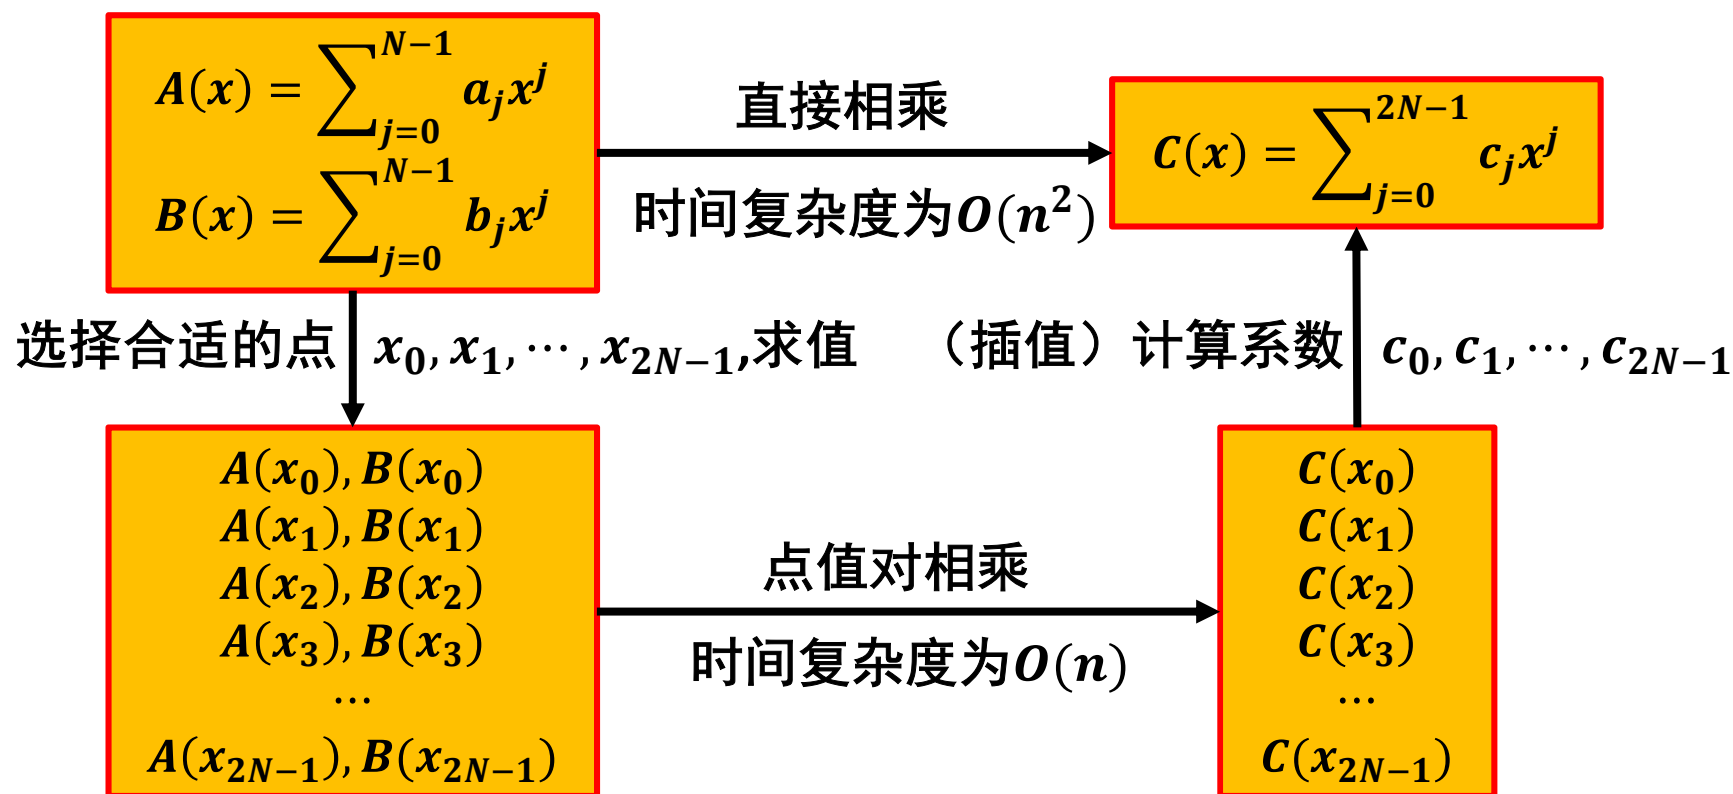 A(x) = ∑_{j=0}^{N−1} a_j x^j
B(x) = ∑_{j=0}^{N−1} b_j x^j
直接相乘
时间复杂度为O(n²)
C(x) = ∑_{j=0}^{2N−1} c_j x^j
选择合适的点 x₀, x₁, ⋯, x_{2N−1},求值
（插值）计算系数 c₀, c₁, ⋯, c_{2N−1}
A(x₀), B(x₀)
A(x₁), B(x₁)
A(x₂), B(x₂)
A(x₃), B(x₃)
⋯
A(x_{2N−1}), B(x_{2N−1})
点值对相乘
时间复杂度为O(n)
C(x₀)
C(x₁)
C(x₂)
C(x₃)
⋯
C(x_{2N−1})